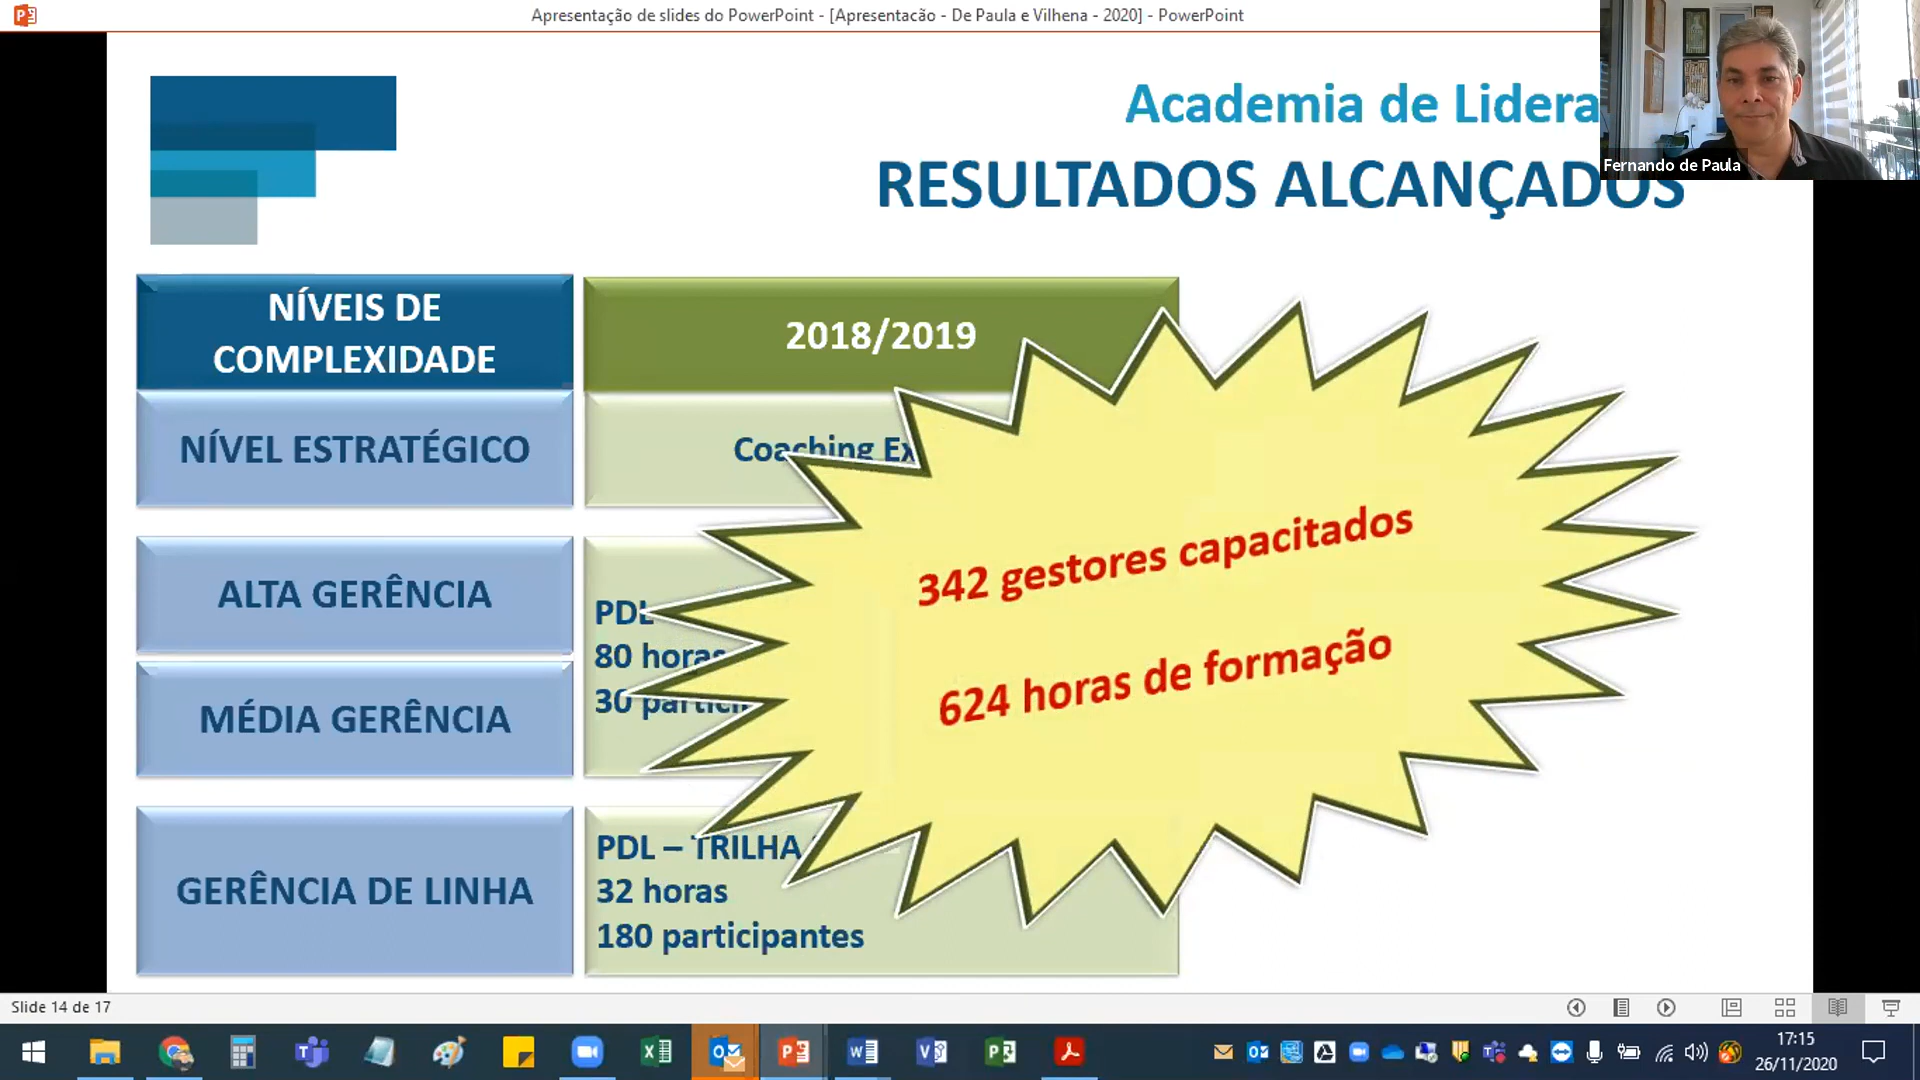 Apresentação de slides do PowerPoint - [Apresentacão - De Paula e Vilhena - 2020] - PowerPoint
Academia de Lidera
Fernando de Paula
RESULTADOS ALCANÇADOS
NÍVEIS DE
COMPLEXIDADE
2018/2019
NÍVEL ESTRATÉGICO
Coaching Ex
ALTA GERÊNCIA
MÉDIA GERÊNCIA
PDL
80 horas
30 partici
342 gestores capacitados
624 horas de formação
GERÊNCIA DE LINHA
PDL – TRILHA
32 horas
180 participantes
Slide 14 de 17
17:15
26/11/2020